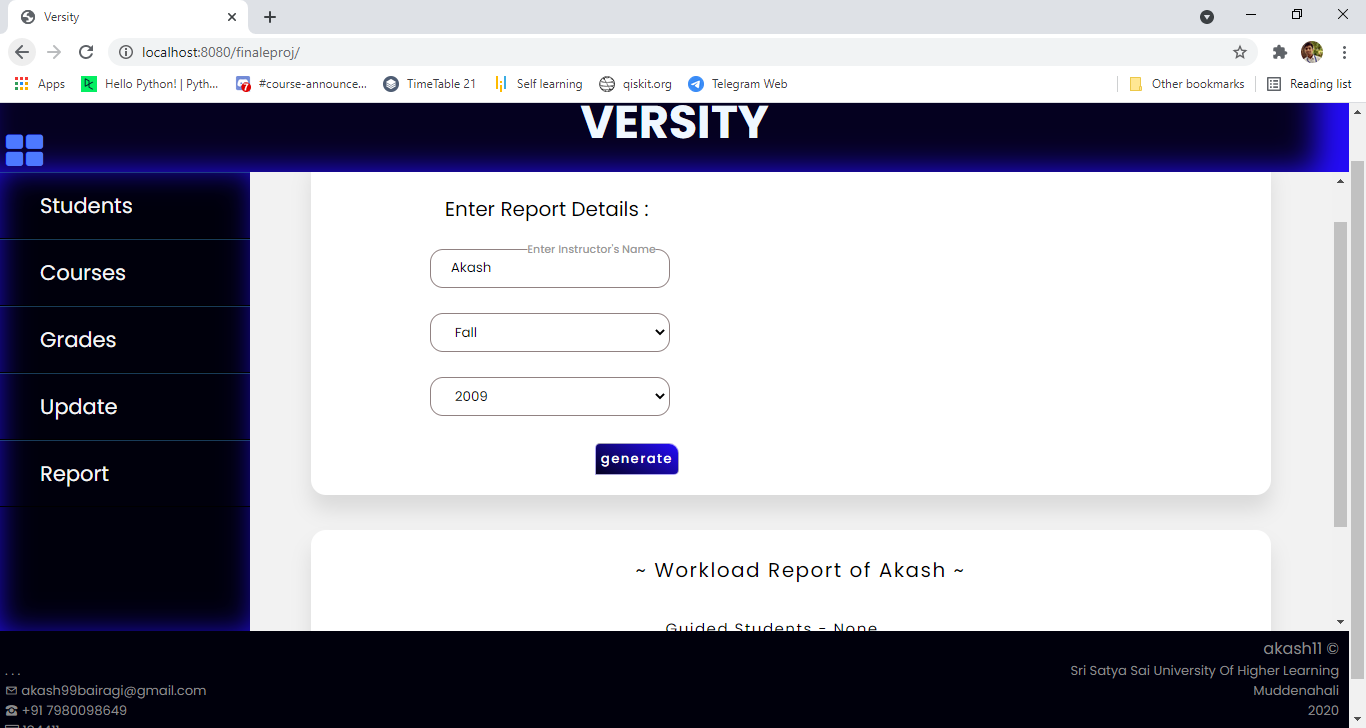 Versity
localhost:8080/finaleproj/
Apps Hello Python! | Pyth... #course-announce... TimeTable 21 Self learning qiskit.org Telegram Web Other bookmarks Reading list
VERSITY
Students
Courses
Grades
Update
Report
Enter Report Details :
Enter Instructor's Name
Akash
Fall
2009
generate
~ Workload Report of Akash ~
Guided Students - None
...
akash99bairagi@gmail.com
+91 7980098649
akash11 ©
Sri Satya Sai University Of Higher Learning
Muddenahali
2020